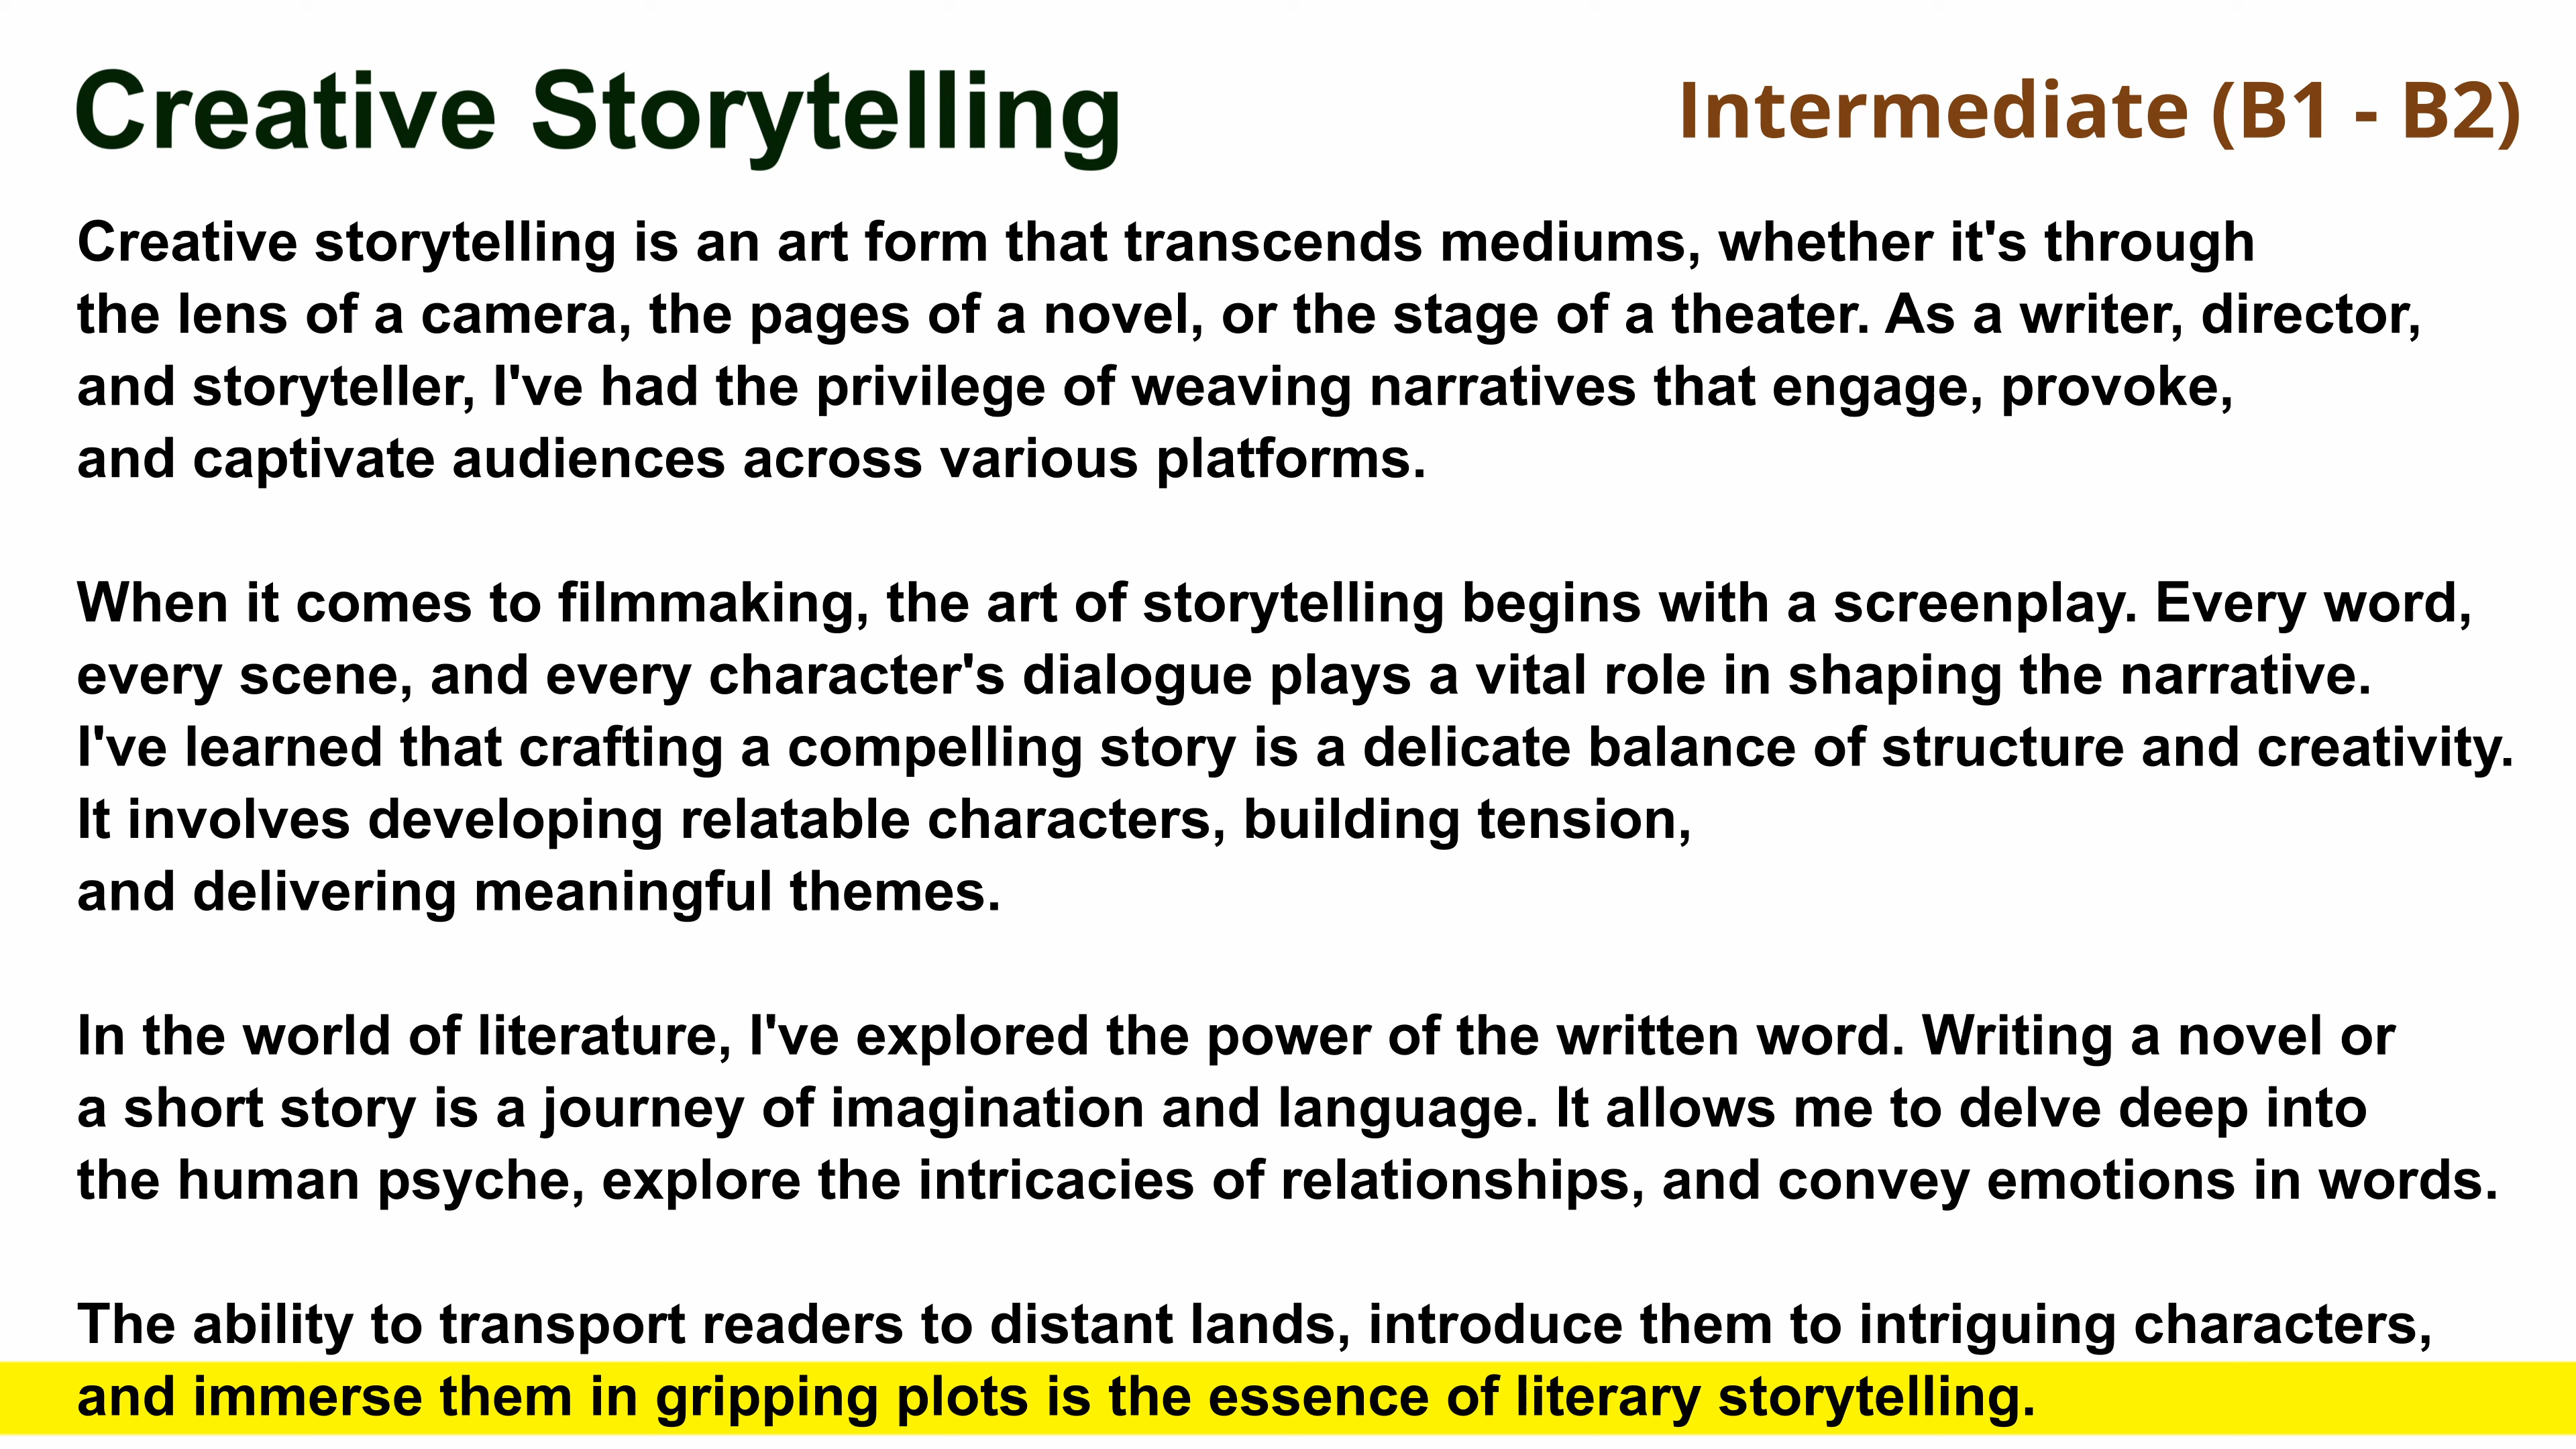 Creative Storytelling
Intermediate (B1 - B2)
Creative storytelling is an art form that transcends mediums, whether it's through
the lens of a camera, the pages of a novel, or the stage of a theater. As a writer, director,
and storyteller, I've had the privilege of weaving narratives that engage, provoke,
and captivate audiences across various platforms.
When it comes to filmmaking, the art of storytelling begins with a screenplay. Every word,
every scene, and every character's dialogue plays a vital role in shaping the narrative.
I've learned that crafting a compelling story is a delicate balance of structure and creativity.
It involves developing relatable characters, building tension,
and delivering meaningful themes.
In the world of literature, I've explored the power of the written word. Writing a novel or
a short story is a journey of imagination and language. It allows me to delve deep into
the human psyche, explore the intricacies of relationships, and convey emotions in words.
The ability to transport readers to distant lands, introduce them to intriguing characters,
and immerse them in gripping plots is the essence of literary storytelling.